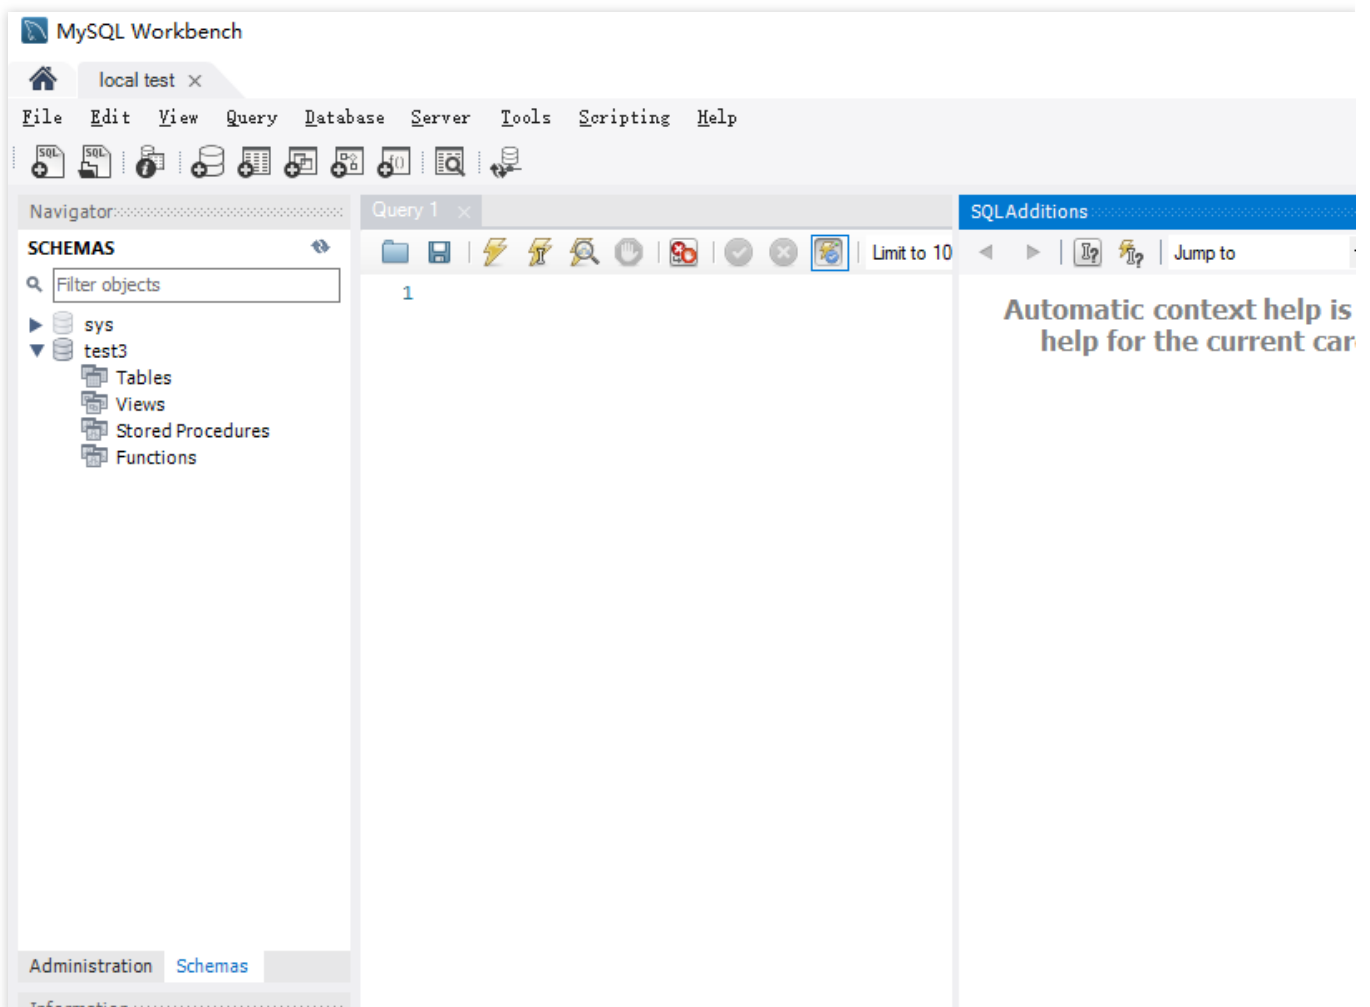 MySQL Workbench
local test
File Edit View Query Database Server Tools Scripting Help
Navigator
Query 1
SQLAdditions
SCHEMAS
Limit to 10
Jump to
Filter objects
1
Automatic context help is
help for the current car
sys
test3
Tables
Views
Stored Procedures
Functions
Administration Schemas